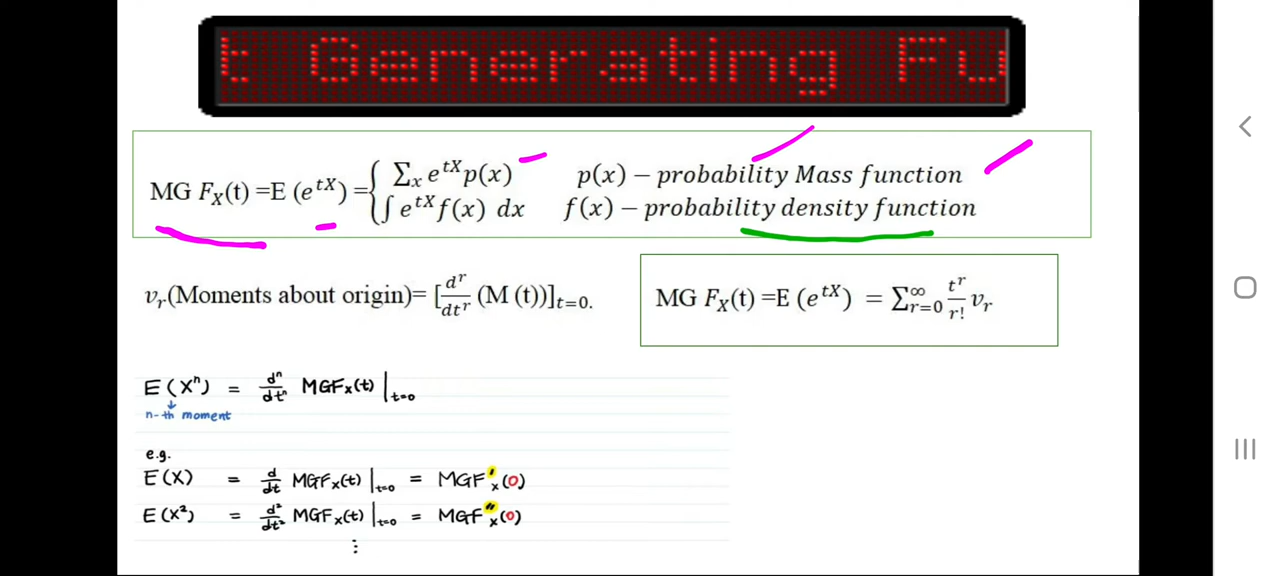 t Generating Fu
MG F_X(t) =E (e^{tX}) = { ∑_x e^{tX} p(x)    p(x) − probability Mass function
∫ e^{tX} f(x) dx    f(x) − probability density function
v_r(Moments about origin)= [d^r/dt^r (M (t))]_{t=0}.
MG F_X(t) =E (e^{tX}) = ∑_{r=0}^{∞} t^r/r! v_r
E(X^n) = d^n/dt^n MGF_x(t) |_{t=0}
↓
n-th moment
e.g.
E(X) = d/dt MGF_x(t) |_{t=0} = MGF'_x(0)
E(X²) = d²/dt² MGF_x(t) |_{t=0} = MGF"_x(0)
⋮